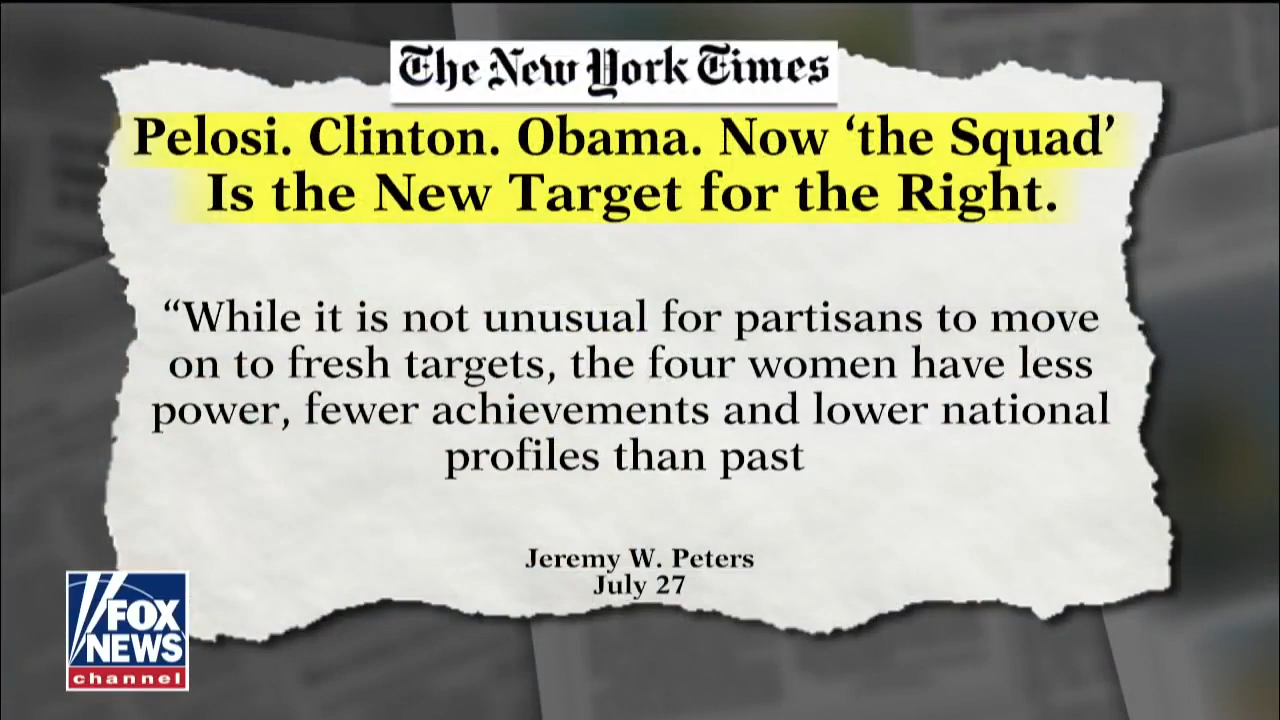 The New York Times
Pelosi. Clinton. Obama. Now ‘the Squad’
Is the New Target for the Right.
“While it is not unusual for partisans to move
on to fresh targets, the four women have less
power, fewer achievements and lower national
profiles than past
Jeremy W. Peters
July 27
FOX
NEWS
channel